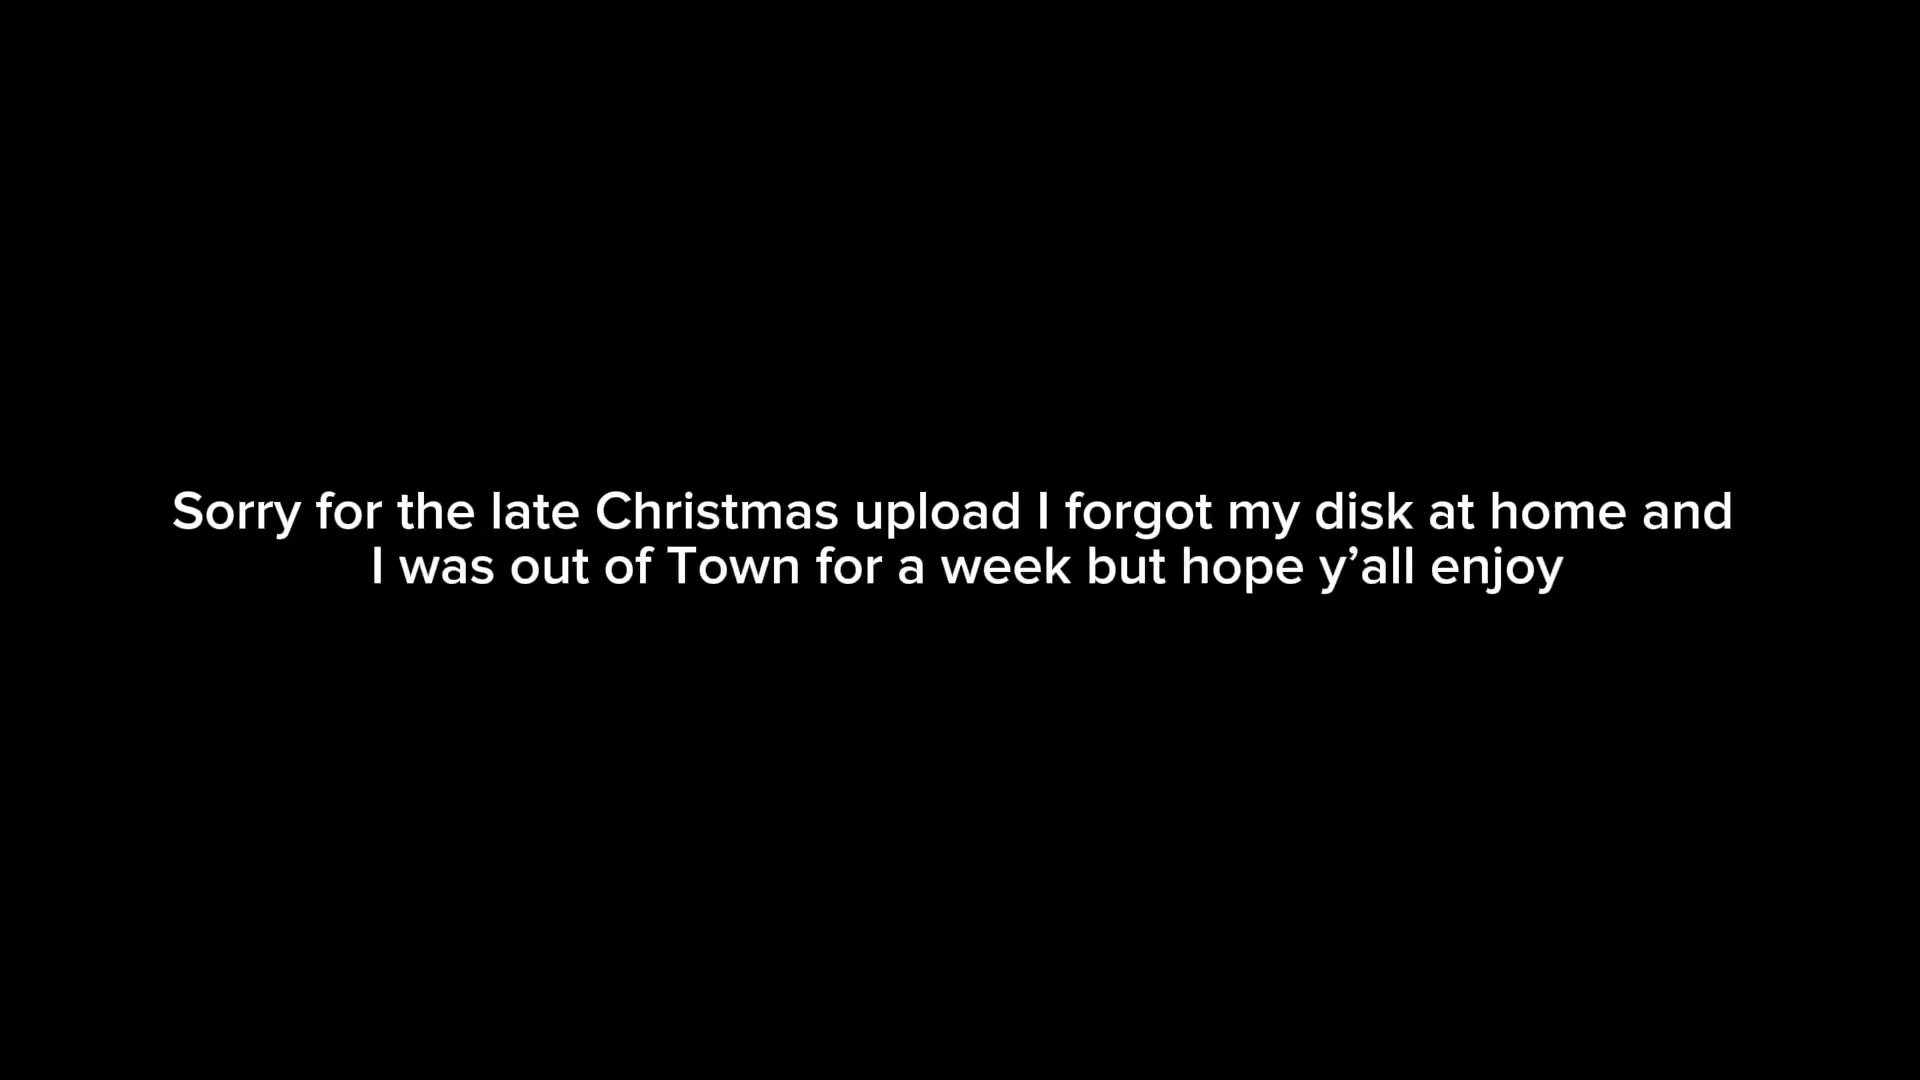 Sorry for the late Christmas upload I forgot my disk at home and
I was out of Town for a week but hope y’all enjoy